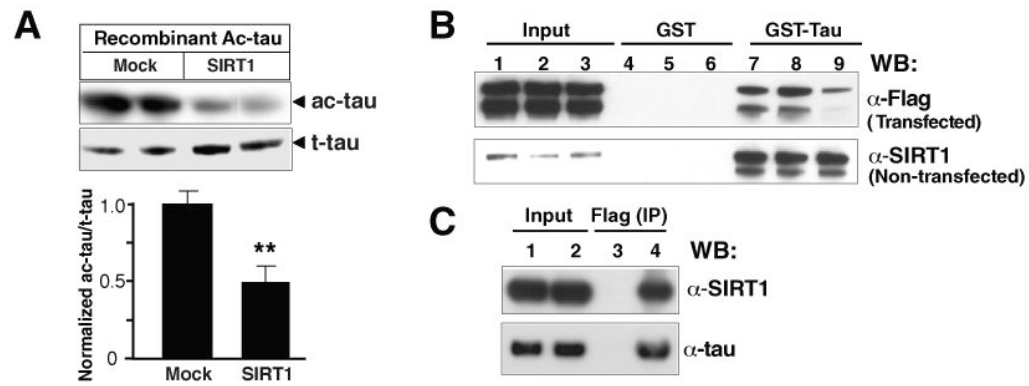 A
Recombinant Ac-tau
Mock SIRT1
ac-tau
t-tau
Normalized ac-tau/t-tau
1.0
0.5
0
**
Mock SIRT1
B
Input GST GST-Tau
1 2 3 4 5 6 7 8 9 WB:
α-Flag
(Transfected)
α-SIRT1
(Non-transfected)
C
Input Flag (IP)
1 2 3 4 WB:
α-SIRT1
α-tau